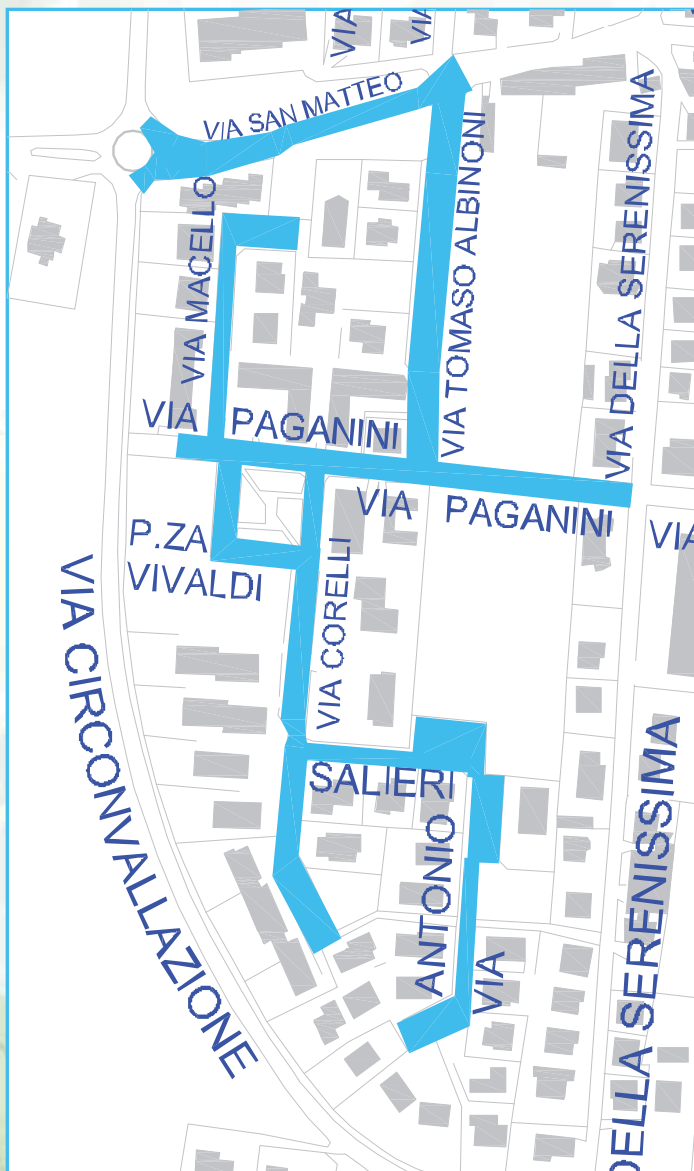 VIA
VIA
VIA SAN MATTEO
VIA MACELLO
VIA TOMASO ALBINONI
VIA DELLA SERENISSIMA
VIA PAGANINI
VIA PAGANINI
VIA
P.ZA
VIVALDI
VIA CORELLI
VIA CIRCONVALLAZIONE
SALIERI
ANTONIO
VIA
DELLA SERENISSIMA